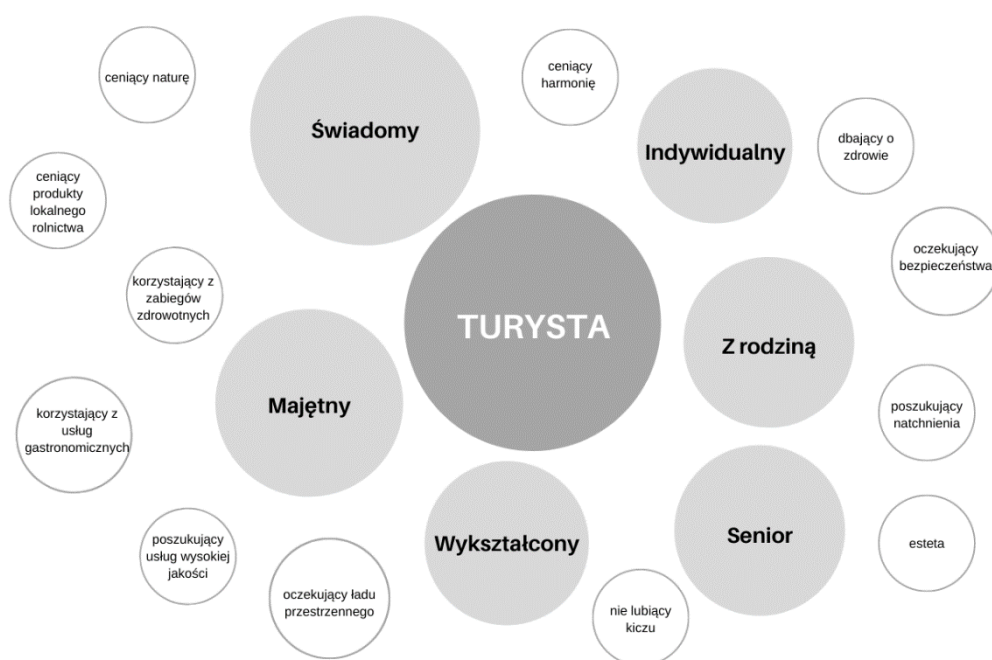 ceniący naturę
Świadomy
ceniący
harmonię
Indywidualny
dbający o
zdrowie
ceniący
produkty
lokalnego
rolnictwa
oczekujący
bezpieczeństwa
korzystający z
zabiegów
zdrowotnych
TURYSTA
Z rodziną
Majętny
korzystający z
usług
gastronomicznych
poszukujący
natchnienia
poszukujący
usług wysokiej
jakości
Wykształcony
Senior
esteta
oczekujący ładu
przestrzennego
nie lubiący
kiczu